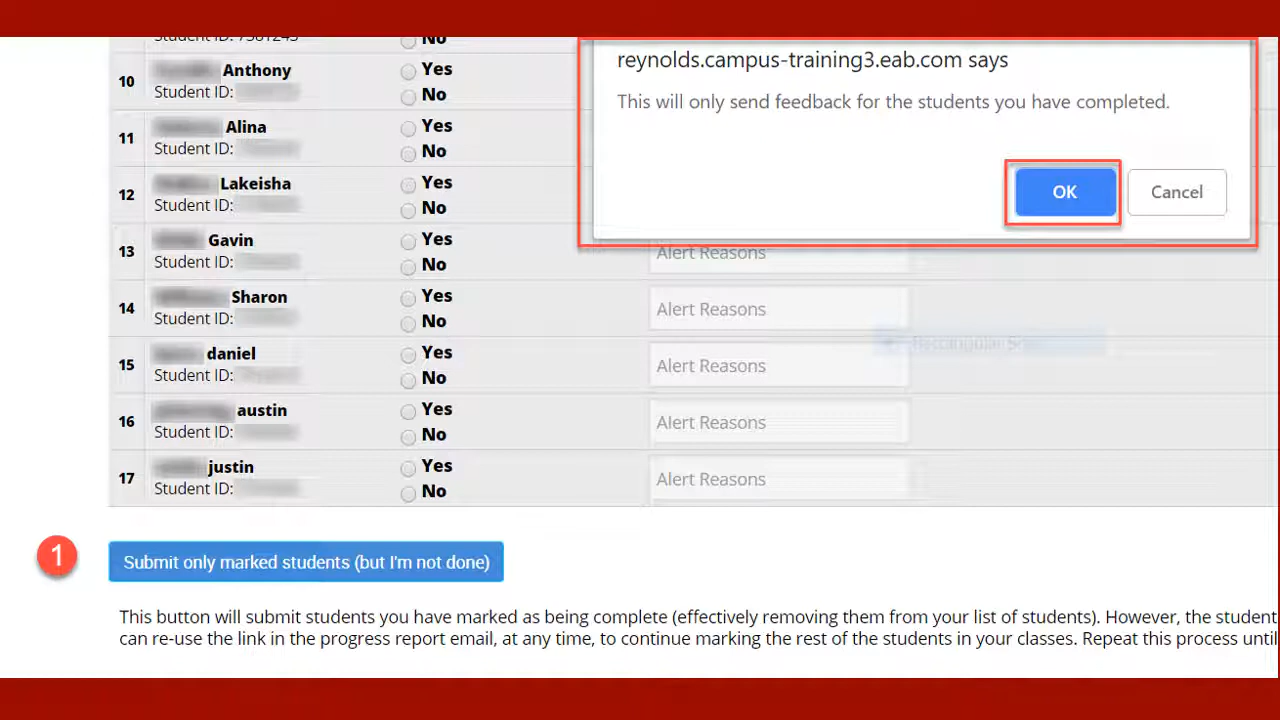 No
10
Anthony
Student ID:
Yes
No
11
Alina
Student ID:
Yes
No
12
Lakeisha
Student ID:
Yes
No
13
Gavin
Student ID:
Yes
No
Alert Reasons
14
Sharon
Student ID:
Yes
No
Alert Reasons
15
daniel
Student ID:
Yes
No
Alert Reasons
16
austin
Student ID:
Yes
No
Alert Reasons
17
justin
Student ID:
Yes
No
Alert Reasons
reynolds.campus-training3.eab.com says
This will only send feedback for the students you have completed.
OK
Cancel
1
Submit only marked students (but I'm not done)
This button will submit students you have marked as being complete (effectively removing them from your list of students). However, the student
can re-use the link in the progress report email, at any time, to continue marking the rest of the students in your classes. Repeat this process until